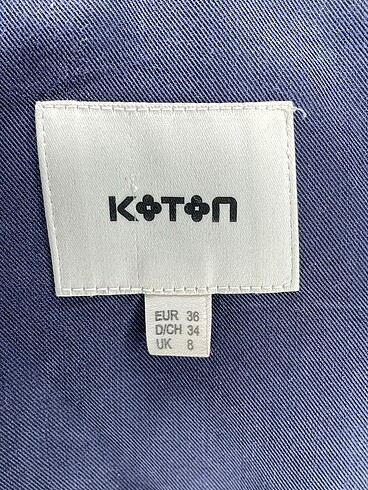 KOTON
EUR 36
D/CH 34
UK 8